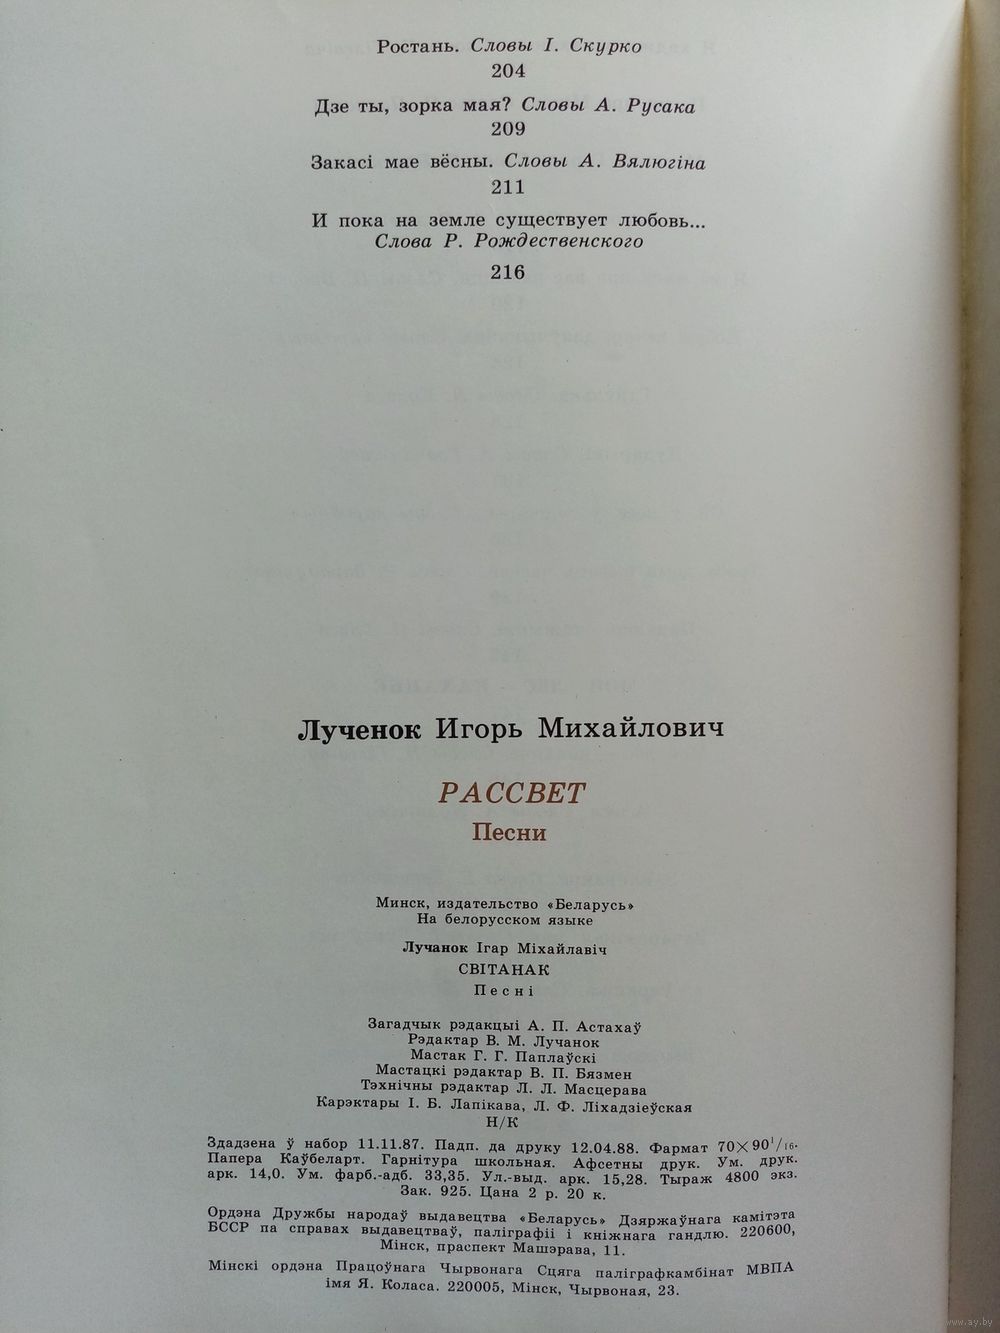 Ростань. Словы І. Скурко
204
Дзе ты, зорка мая? Словы А. Русака
209
Закасі мае вёсны. Словы А. Вялюгіна
211
И пока на земле существует любовь...
Слова Р. Рождественского
216
Лученок Игорь Михайлович
РАССВЕТ
Песни
Минск, издательство «Беларусь»
На белорусском языке
Лучанок Ігар Міхайлавіч
СВІТАНАК
Песні
Загадчык рэдакцыі А. П. Астахаў
Рэдактар В. М. Лучанок
Мастак Г. Г. Паплаўскі
Мастацкі рэдактар В. П. Бязмен
Тэхнічны рэдактар Л. Л. Масцерава
Карэктары І. Б. Лапікава, Л. Ф. Ліхадзіеўская
Н/К
Здадзена ў набор 11.11.87. Падп. да друку 12.04.88. Фармат 70×90¹/₁₆.
Папера Каўбеларт. Гарнітура школьная. Афсетны друк. Ум. друк.
арк. 14,0. Ум. фарб.-адб. 33,35. Ул.-выд. арк. 15,28. Тыраж 4800 экз.
Зак. 925. Цана 2 р. 20 к.
Ордэна Дружбы народаў выдавецтва «Беларусь» Дзяржаўнага камітэта
БССР па справах выдавецтваў, паліграфіі і кніжнага гандлю. 220600,
Мінск, праспект Машэрава, 11.
Мінскі ордэна Працоўнага Чырвонага Сцяга паліграфкамбінат МВПА
імя Я. Коласа. 220005, Мінск, Чырвоная, 23.
www.ay.by